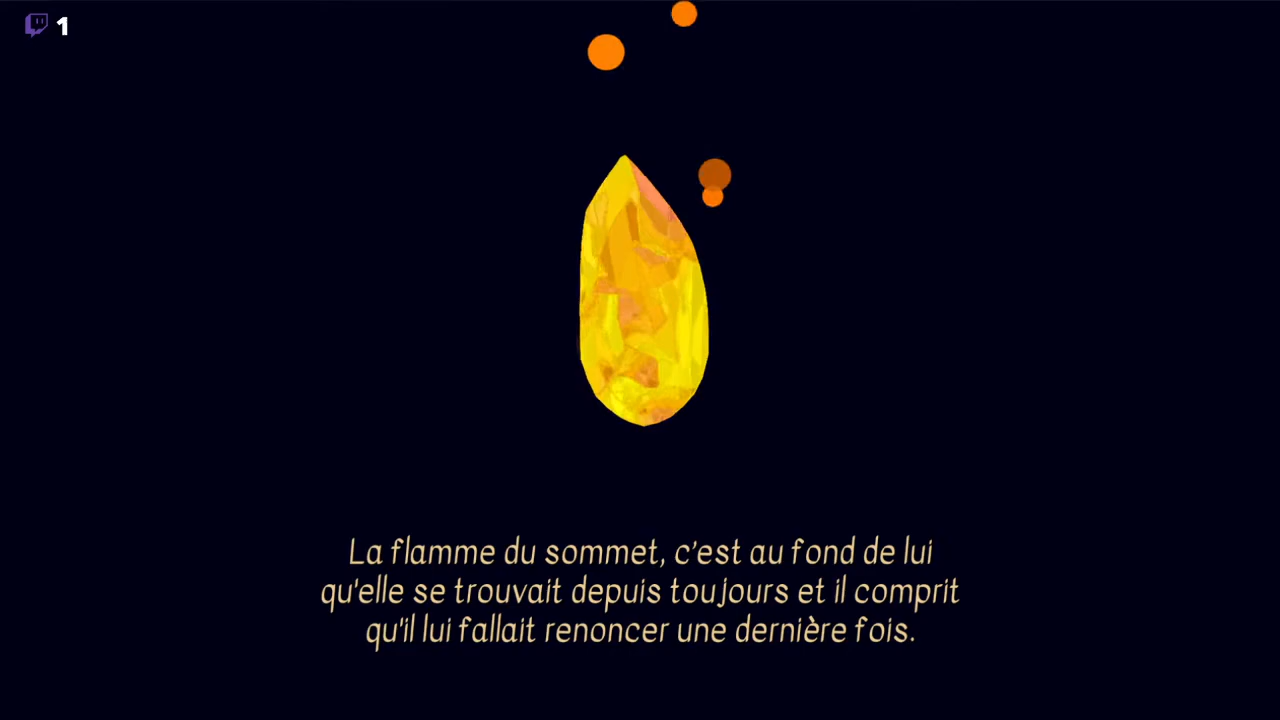 1
La flamme du sommet, c’est au fond de lui
qu'elle se trouvait depuis toujours et il comprit
qu'il lui fallait renoncer une dernière fois.